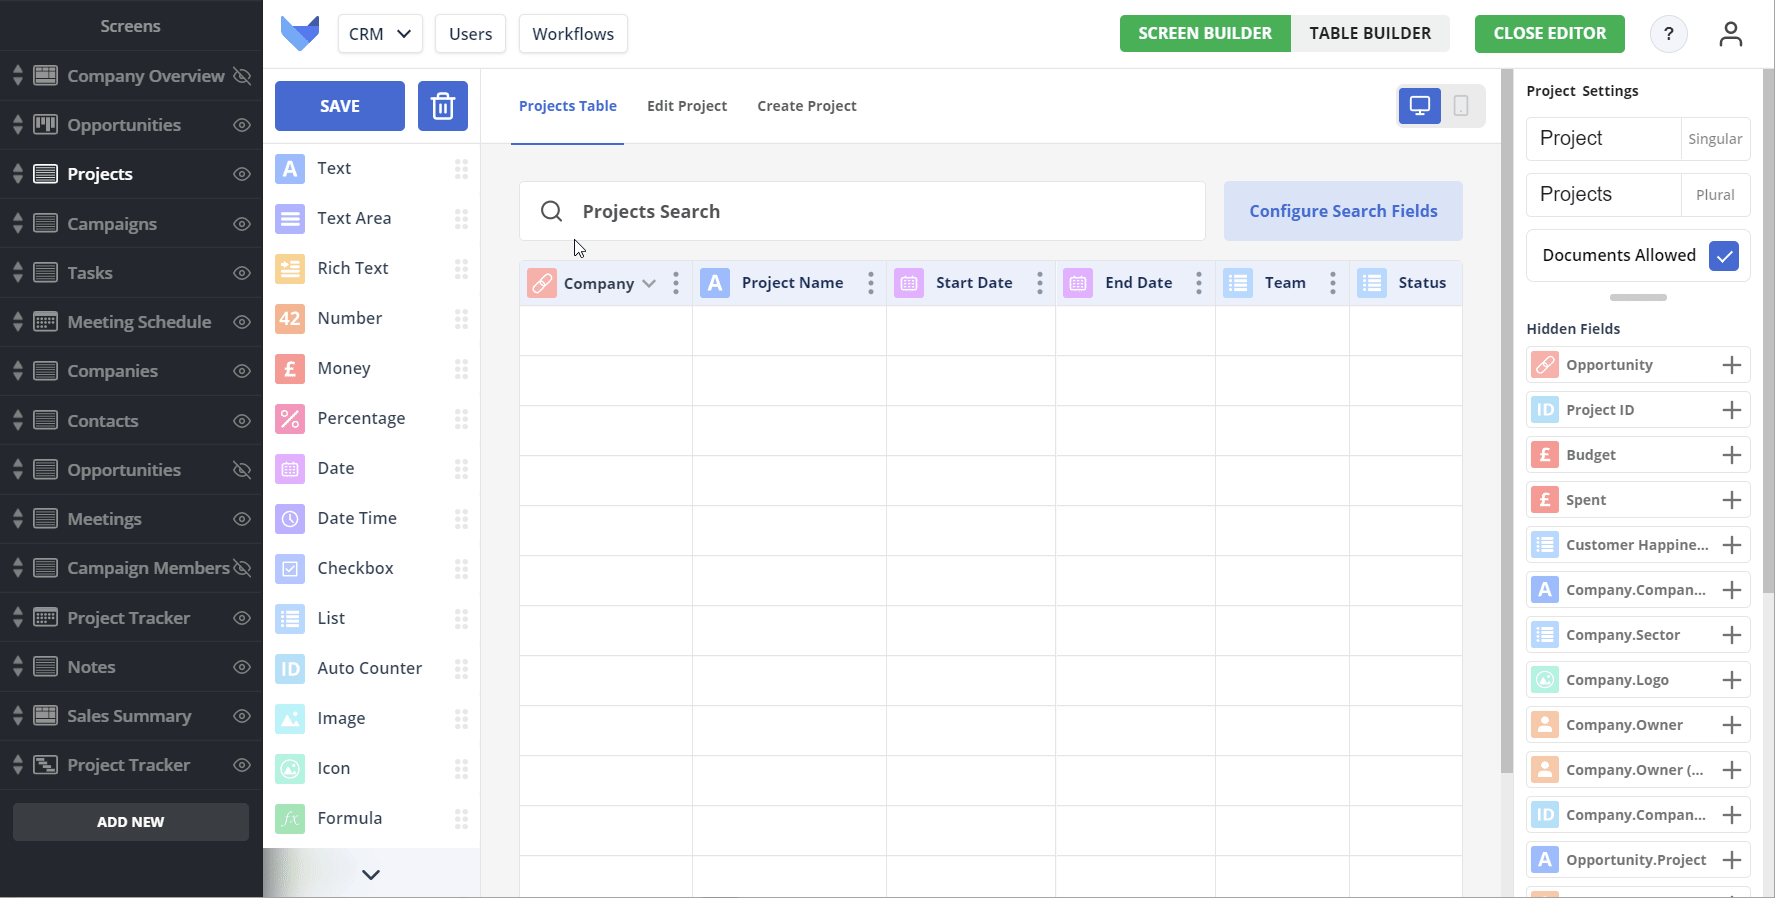 Screens
Company Overview
Opportunities
Projects
Campaigns
Tasks
Meeting Schedule
Companies
Contacts
Opportunities
Meetings
Campaign Members
Project Tracker
Notes
Sales Summary
Project Tracker
ADD NEW
CRM
Users
Workflows
SCREEN BUILDER
TABLE BUILDER
CLOSE EDITOR
?
SAVE
A Text
Text Area
Rich Text
42 Number
£ Money
% Percentage
Date
Date Time
Checkbox
List
ID Auto Counter
Image
Icon
fx Formula
Projects Table
Edit Project
Create Project
Projects Search
Configure Search Fields
Company
A Project Name
Start Date
End Date
Team
Status
Project Settings
Project Singular
Projects Plural
Documents Allowed
Hidden Fields
Opportunity
ID Project ID
£ Budget
£ Spent
Customer Happine...
A Company.Compan...
Company.Sector
Company.Logo
Company.Owner
Company.Owner (...
ID Company.Compan...
A Opportunity.Project